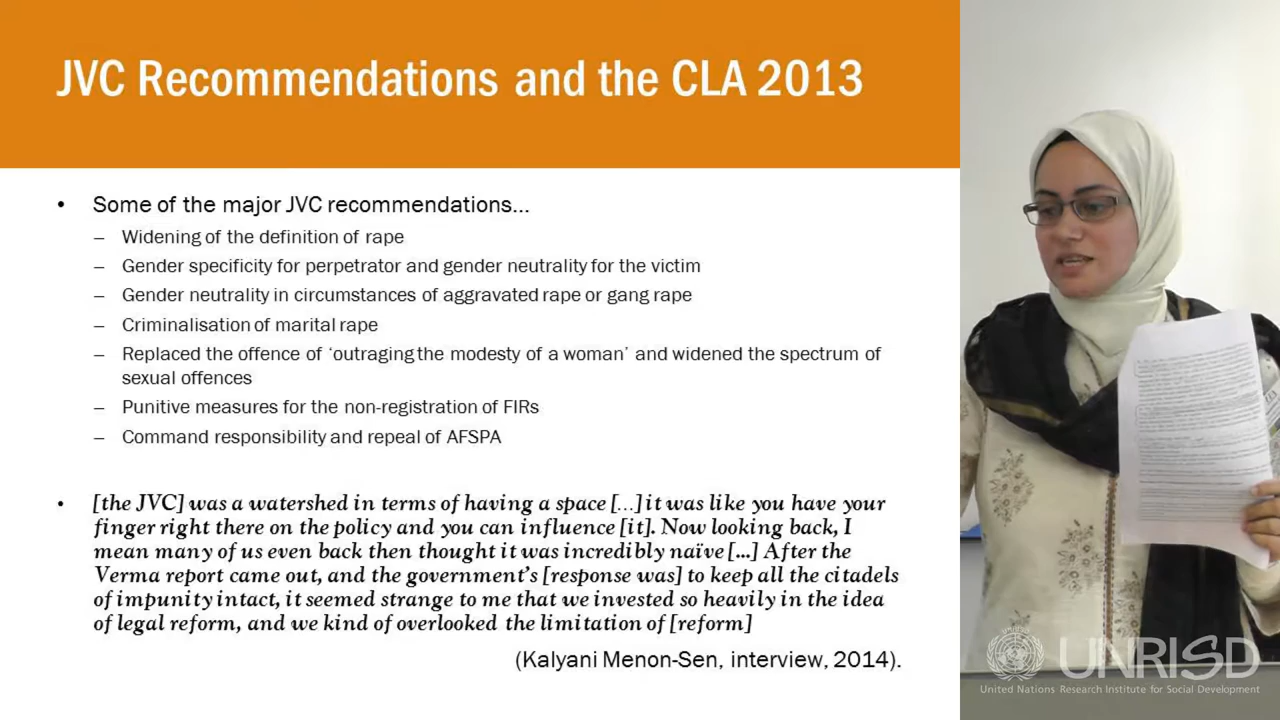 JVC Recommendations and the CLA 2013
• Some of the major JVC recommendations...
– Widening of the definition of rape
– Gender specificity for perpetrator and gender neutrality for the victim
– Gender neutrality in circumstances of aggravated rape or gang rape
– Criminalisation of marital rape
– Replaced the offence of ‘outraging the modesty of a woman’ and widened the spectrum of
sexual offences
– Punitive measures for the non-registration of FIRs
– Command responsibility and repeal of AFSPA
• [the JVC] was a watershed in terms of having a space [...] it was like you have your
finger right there on the policy and you can influence [it]. Now looking back, I
mean many of us even back then thought it was incredibly naïve [...] After the
Verma report came out, and the government’s [response was] to keep all the citadels
of impunity intact, it seemed strange to me that we invested so heavily in the idea
of legal reform, and we kind of overlooked the limitation of [reform]
(Kalyani Menon-Sen, interview, 2014).
UNRISD
United Nations Research Institute for Social Development